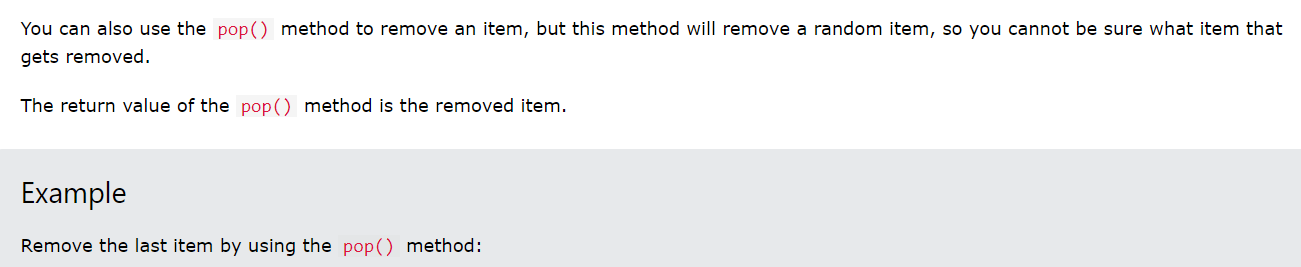 You can also use the pop() method to remove an item, but this method will remove a random item, so you cannot be sure what item that
gets removed.
The return value of the pop() method is the removed item.
Example
Remove the last item by using the pop() method: